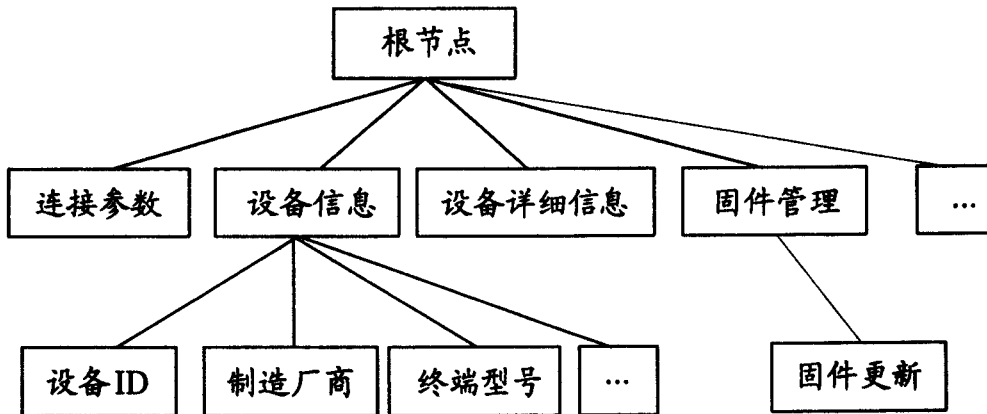 根节点
连接参数
设备信息
设备详细信息
固件管理
...
设备ID
制造厂商
终端型号
...
固件更新